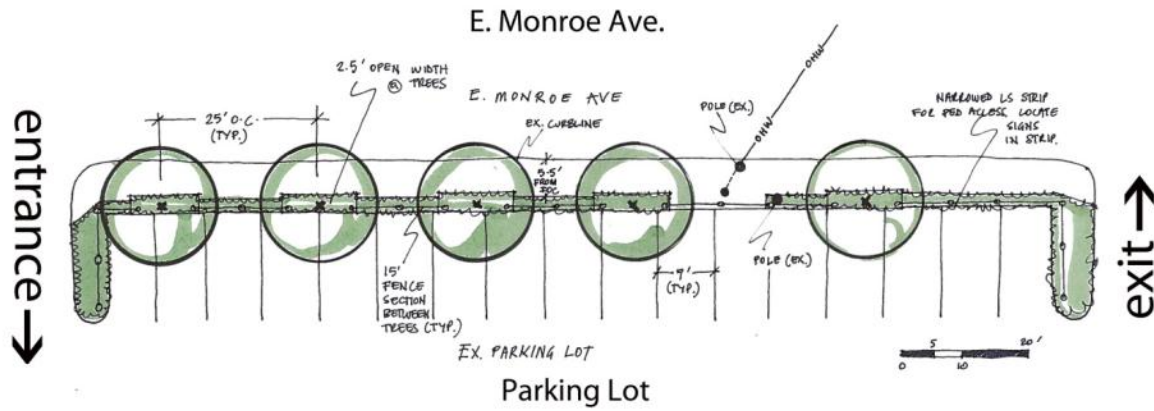 E. Monroe Ave.
2.5' OPEN WIDTH
@ TREES
E. MONROE AVE
25' O.C.
(TYP.)
EX. CURBLINE
POLE (EX.)
OHW
OHW
NARROWED LS STRIP
FOR PED ACCESS. LOCATE
SIGNS
IN STRIP.
5.5'
FROM
BOC
entrance →
exit →
15'
FENCE
SECTION
BETWEEN
TREES (TYP.)
9'
(TYP.)
POLE (EX.)
EX. PARKING LOT
5
20'
0
10
Parking Lot